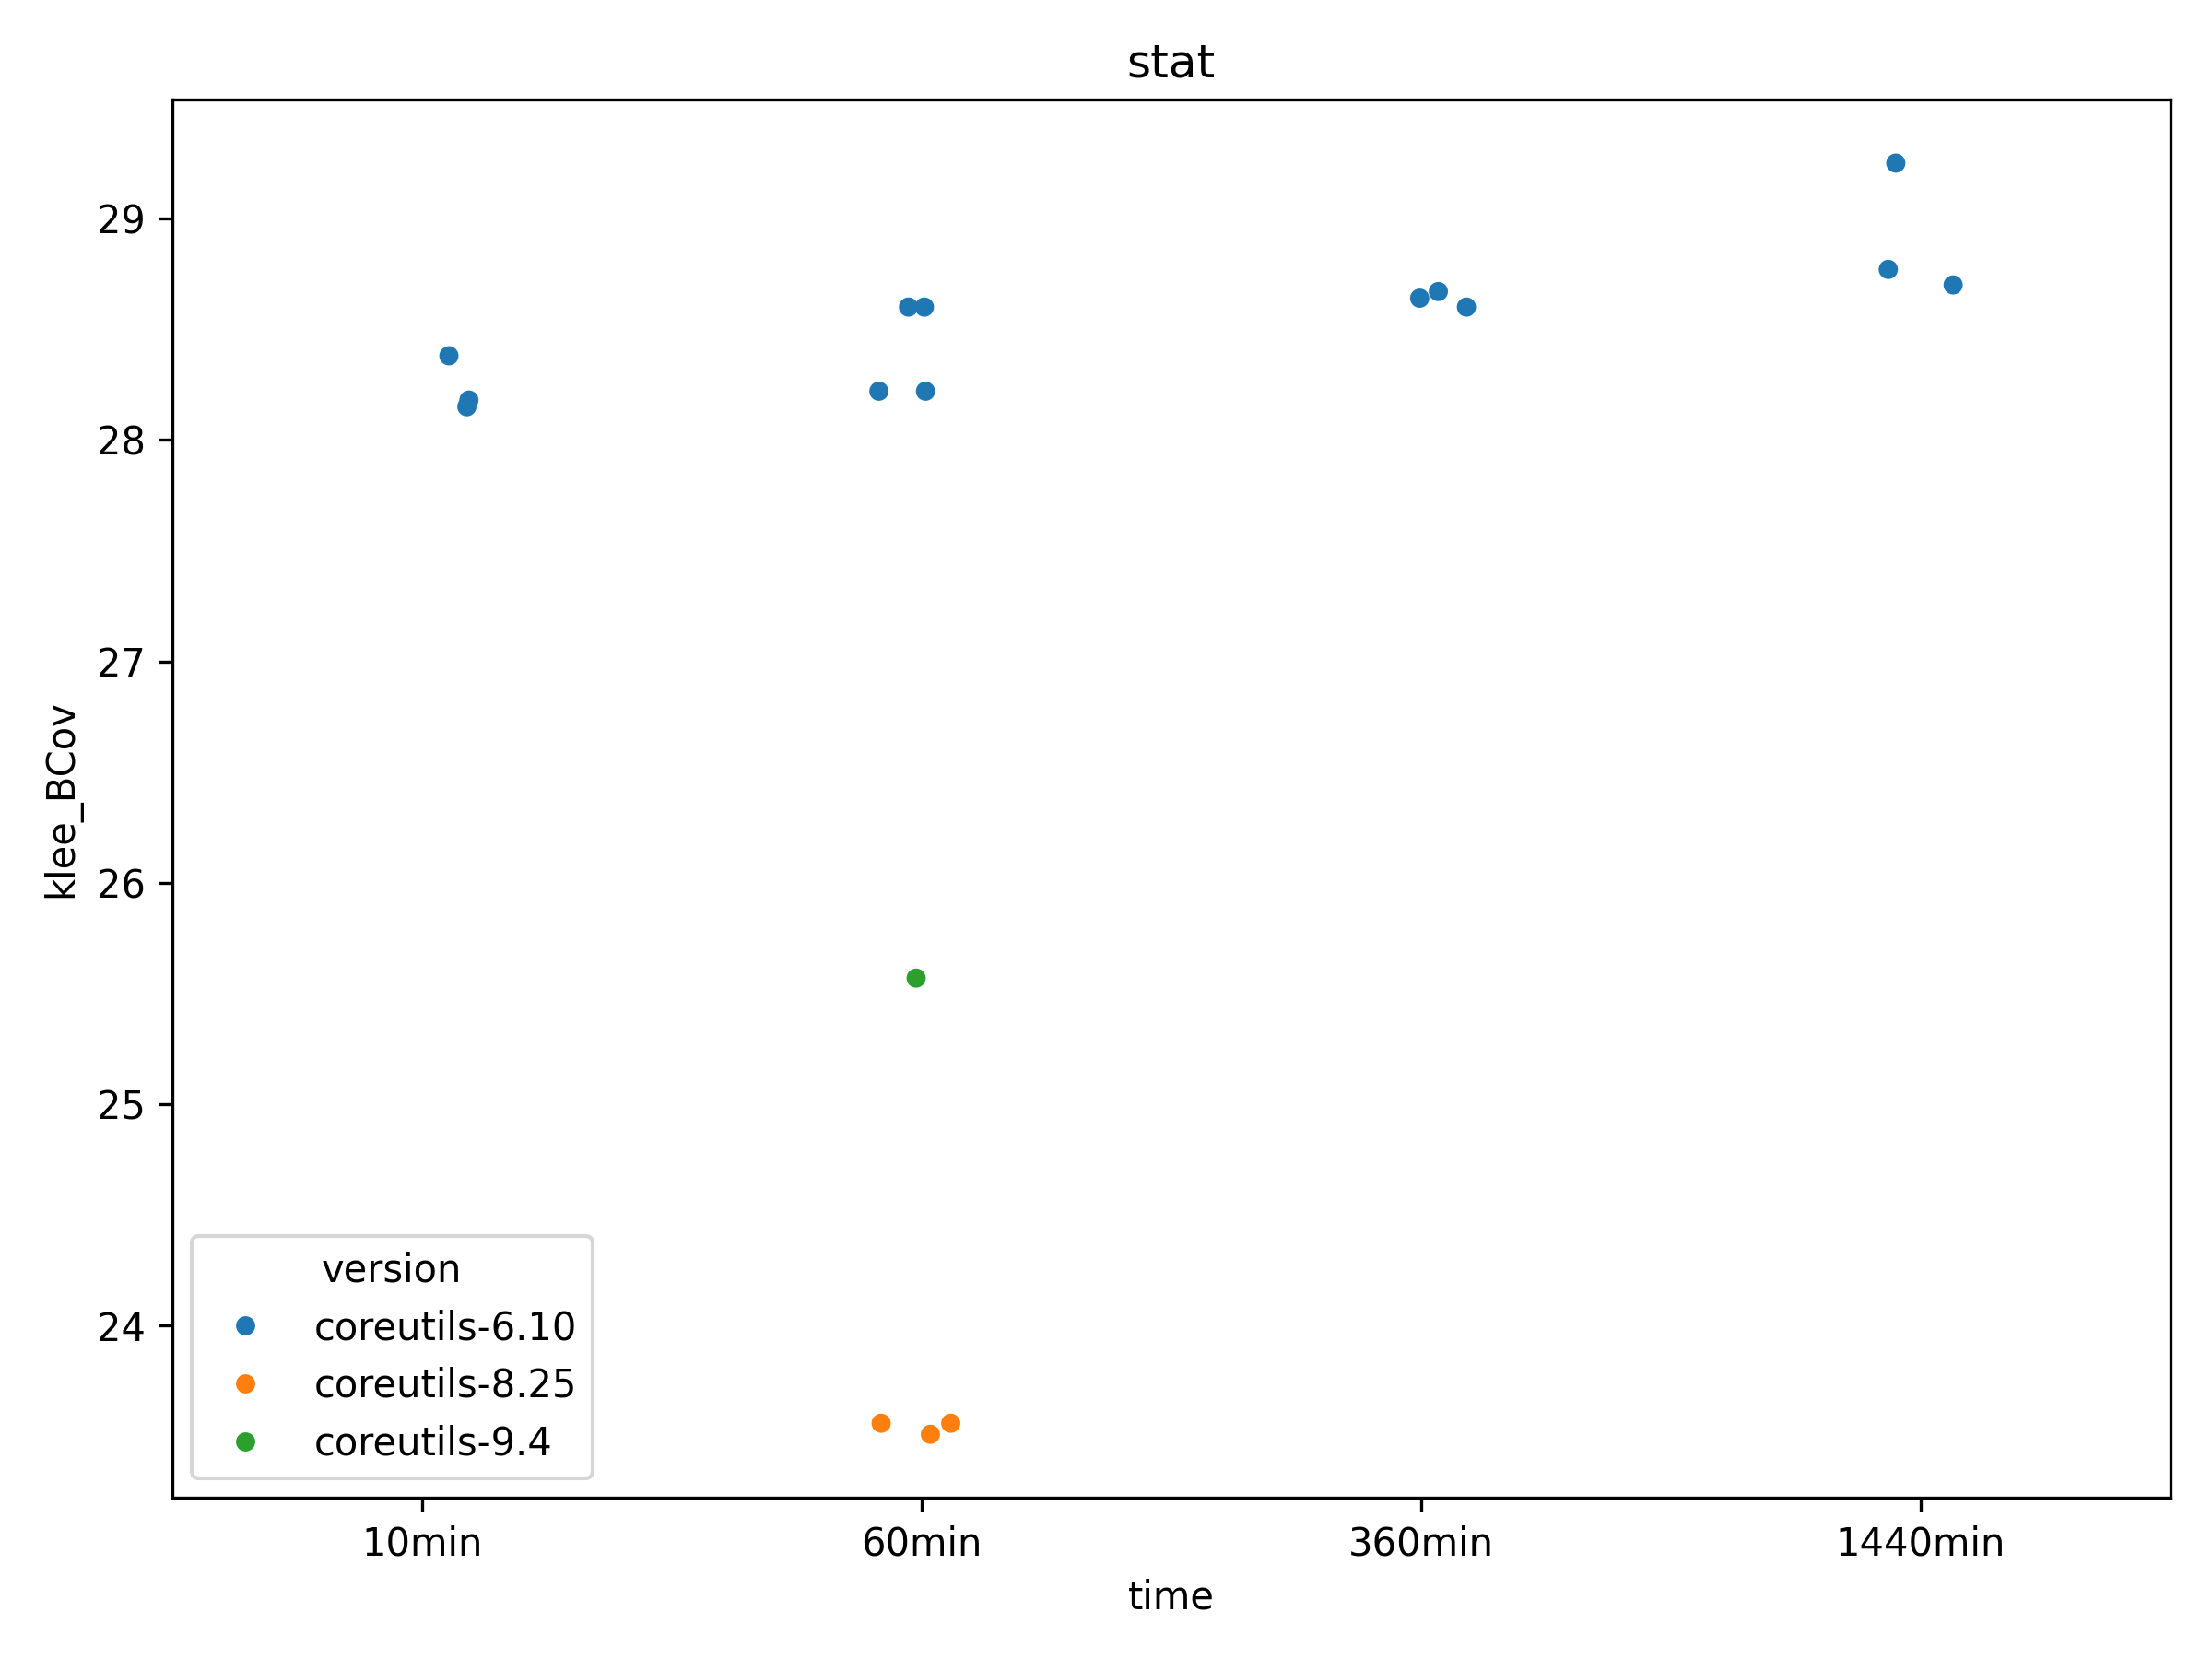 stat
29
28
27
26
25
24
klee_BCov
version
coreutils-6.10
coreutils-8.25
coreutils-9.4
10min
60min
360min
1440min
time